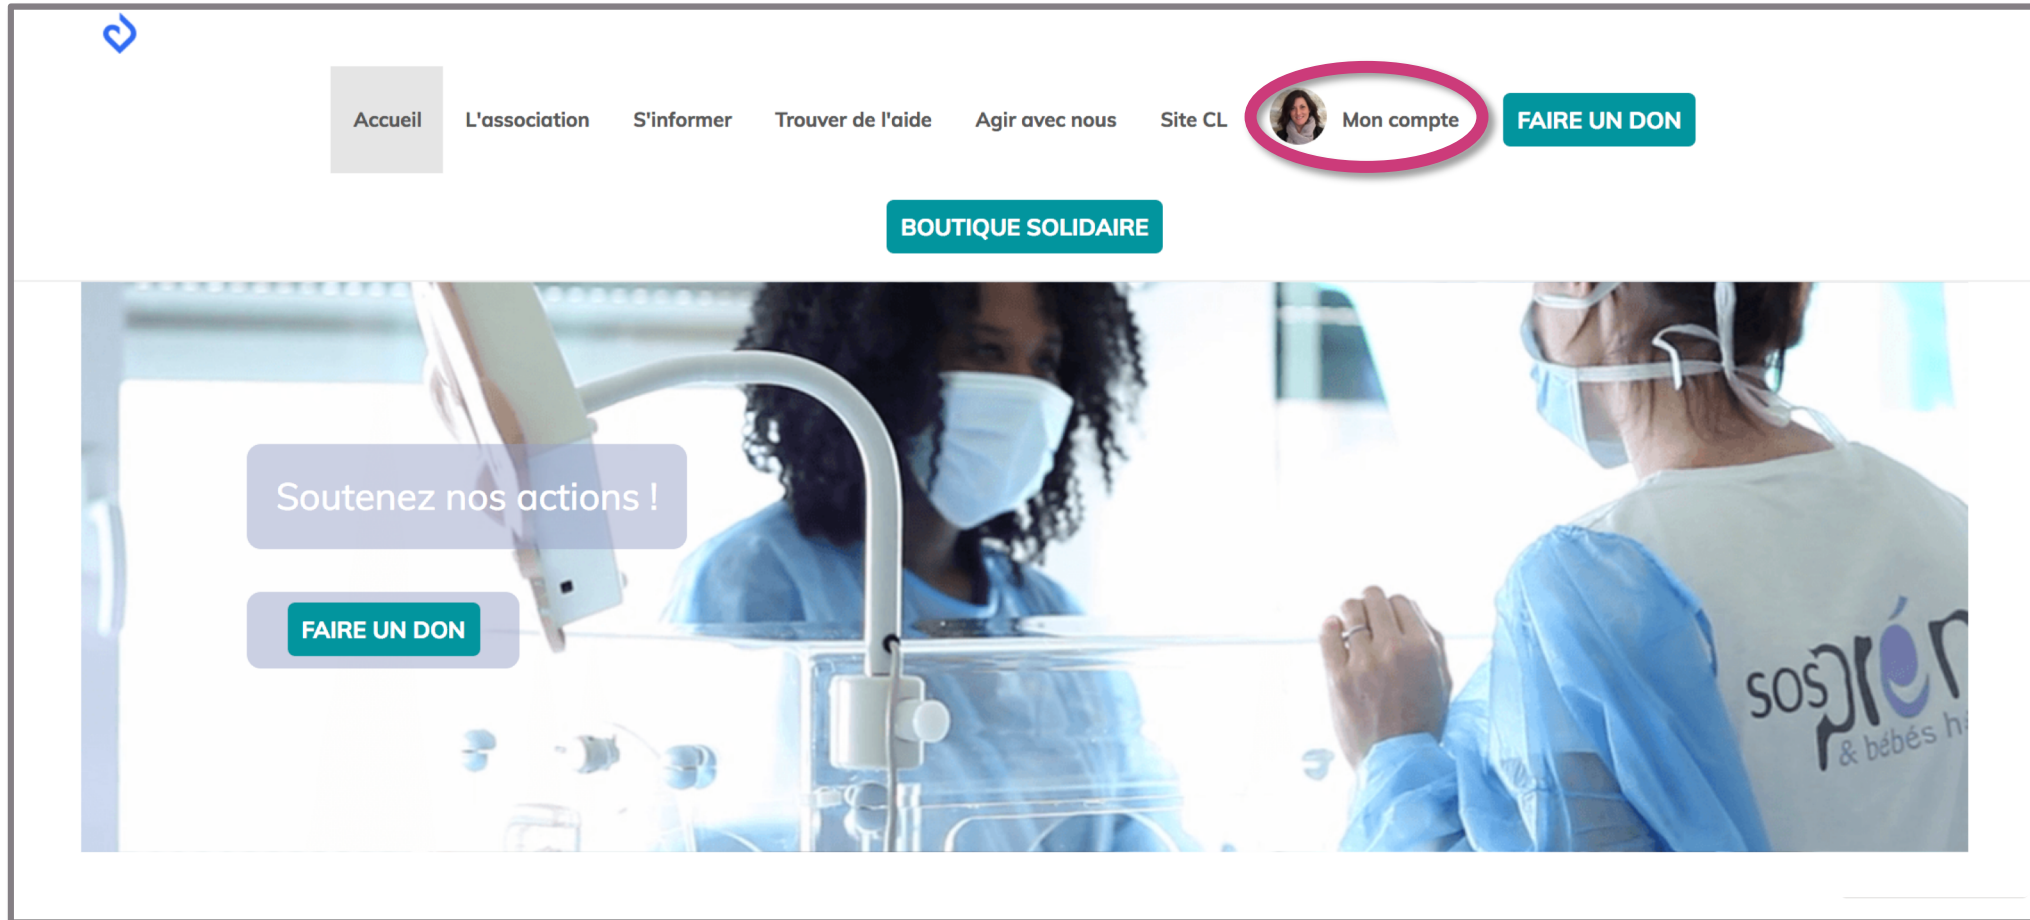 Accueil L'association S'informer Trouver de l'aide Agir avec nous Site CL Mon compte FAIRE UN DON
BOUTIQUE SOLIDAIRE
Soutenez nos actions !
FAIRE UN DON
sos
& bébés